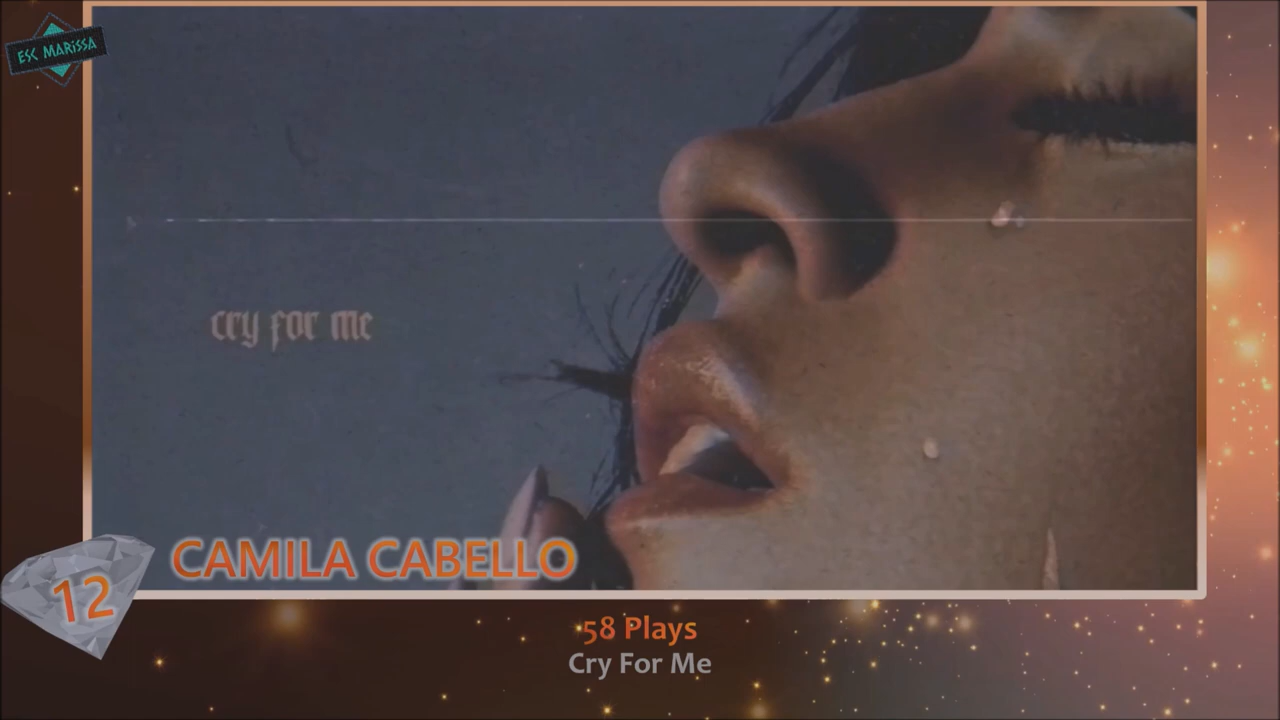 ESC MARISSA
cry for me
CAMILA CABELLO
12
58 Plays
Cry For Me